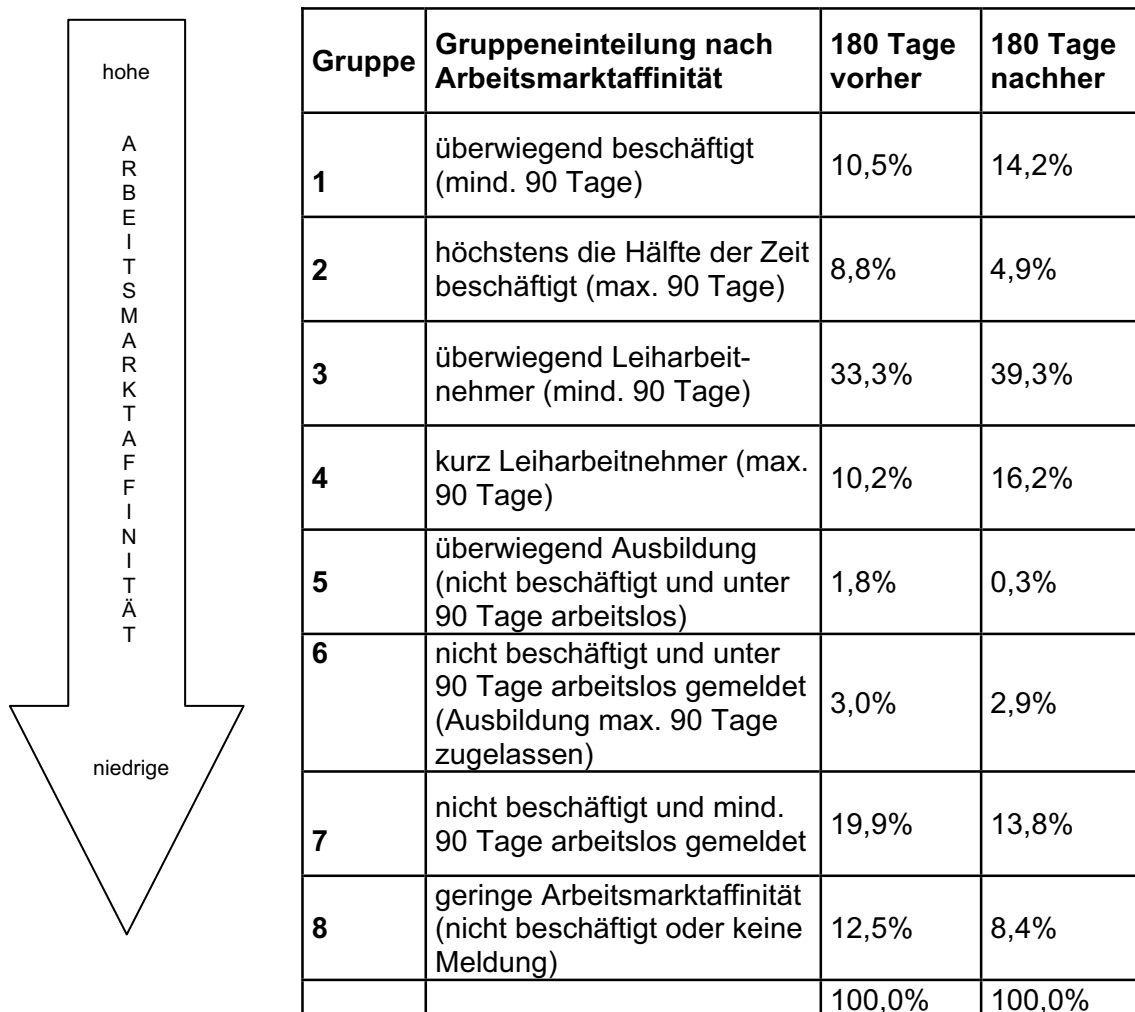 hohe
ARBEITSMARKTAFFINITÄT
niedrige
Gruppe
Gruppeneinteilung nach
Arbeitsmarktaffinität
180 Tage
vorher
180 Tage
nachher
1
überwiegend beschäftigt
(mind. 90 Tage)
10,5%
14,2%
2
höchstens die Hälfte der Zeit
beschäftigt (max. 90 Tage)
8,8%
4,9%
3
überwiegend Leiharbeit-
nehmer (mind. 90 Tage)
33,3%
39,3%
4
kurz Leiharbeitnehmer (max.
90 Tage)
10,2%
16,2%
5
überwiegend Ausbildung
(nicht beschäftigt und unter
90 Tage arbeitslos)
1,8%
0,3%
6
nicht beschäftigt und unter
90 Tage arbeitslos gemeldet
(Ausbildung max. 90 Tage
zugelassen)
3,0%
2,9%
7
nicht beschäftigt und mind.
90 Tage arbeitslos gemeldet
19,9%
13,8%
8
geringe Arbeitsmarktaffinität
(nicht beschäftigt oder keine
Meldung)
12,5%
8,4%
100,0%
100,0%